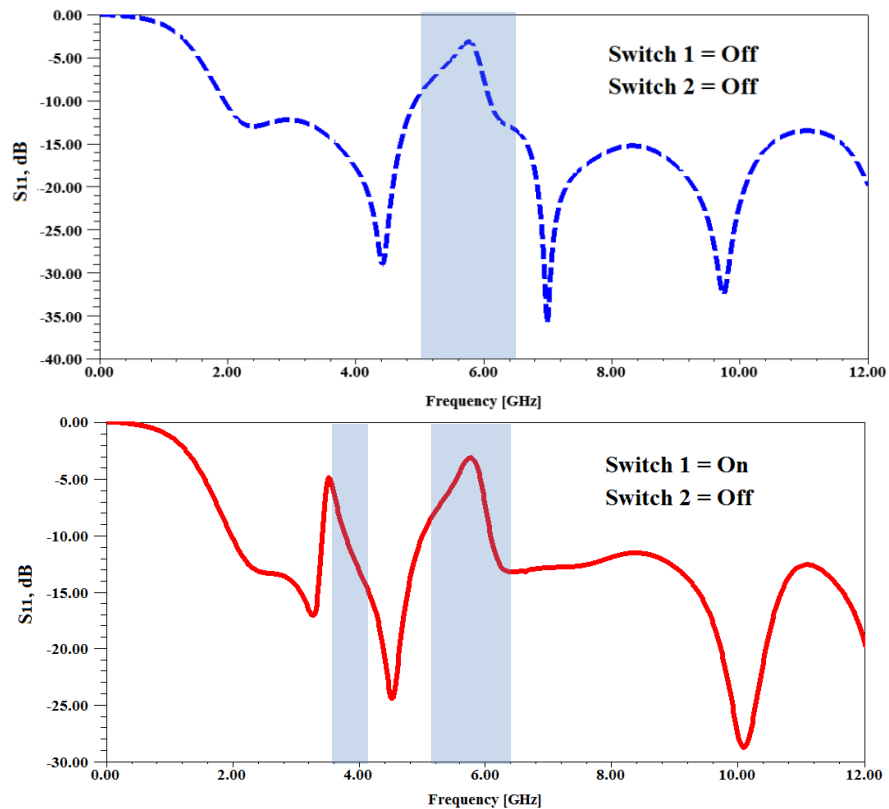 0.00
-5.00
-10.00
-15.00
-20.00
-25.00
-30.00
-35.00
-40.00
S11, dB
Switch 1 = Off
Switch 2 = Off
0.00 2.00 4.00 6.00 8.00 10.00 12.00
Frequency [GHz]
0.00
-5.00
-10.00
-15.00
-20.00
-25.00
-30.00
S11, dB
Switch 1 = On
Switch 2 = Off
0.00 2.00 4.00 6.00 8.00 10.00 12.00
Frequency [GHz]